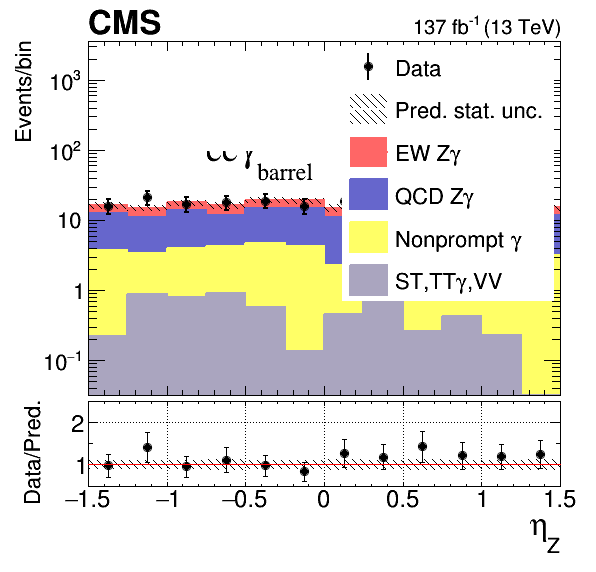 CMS
137 fb⁻¹ (13 TeV)
Events/bin
10³
10²
10
1
10⁻¹
Data
Pred. stat. unc.
EW Zγ
QCD Zγ
Nonprompt γ
ST,TTγ,VV
γ barrel
Data/Pred.
2
1
−1.5 −1 −0.5 0 0.5 1 1.5
η_Z